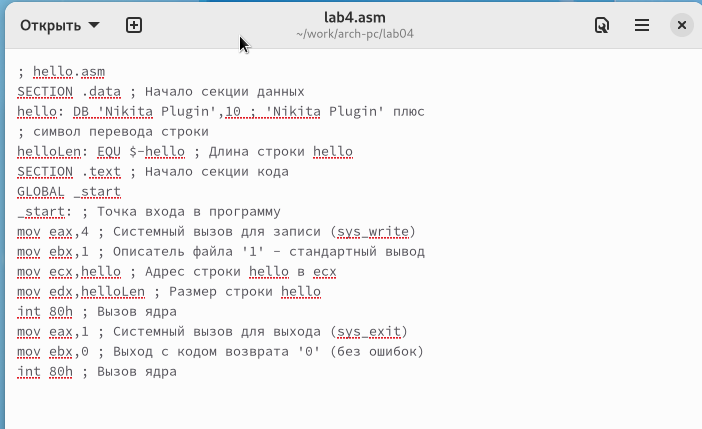 Открыть
lab4.asm
~/work/arch-pc/lab04
; hello.asm
SECTION .data ; Начало секции данных
hello: DB 'Nikita Plugin',10 ; 'Nikita Plugin' плюс
; символ перевода строки
helloLen: EQU $-hello ; Длина строки hello
SECTION .text ; Начало секции кода
GLOBAL _start
_start: ; Точка входа в программу
mov eax,4 ; Системный вызов для записи (sys_write)
mov ebx,1 ; Описатель файла '1' - стандартный вывод
mov ecx,hello ; Адрес строки hello в ecx
mov edx,helloLen ; Размер строки hello
int 80h ; Вызов ядра
mov eax,1 ; Системный вызов для выхода (sys_exit)
mov ebx,0 ; Выход с кодом возврата '0' (без ошибок)
int 80h ; Вызов ядра